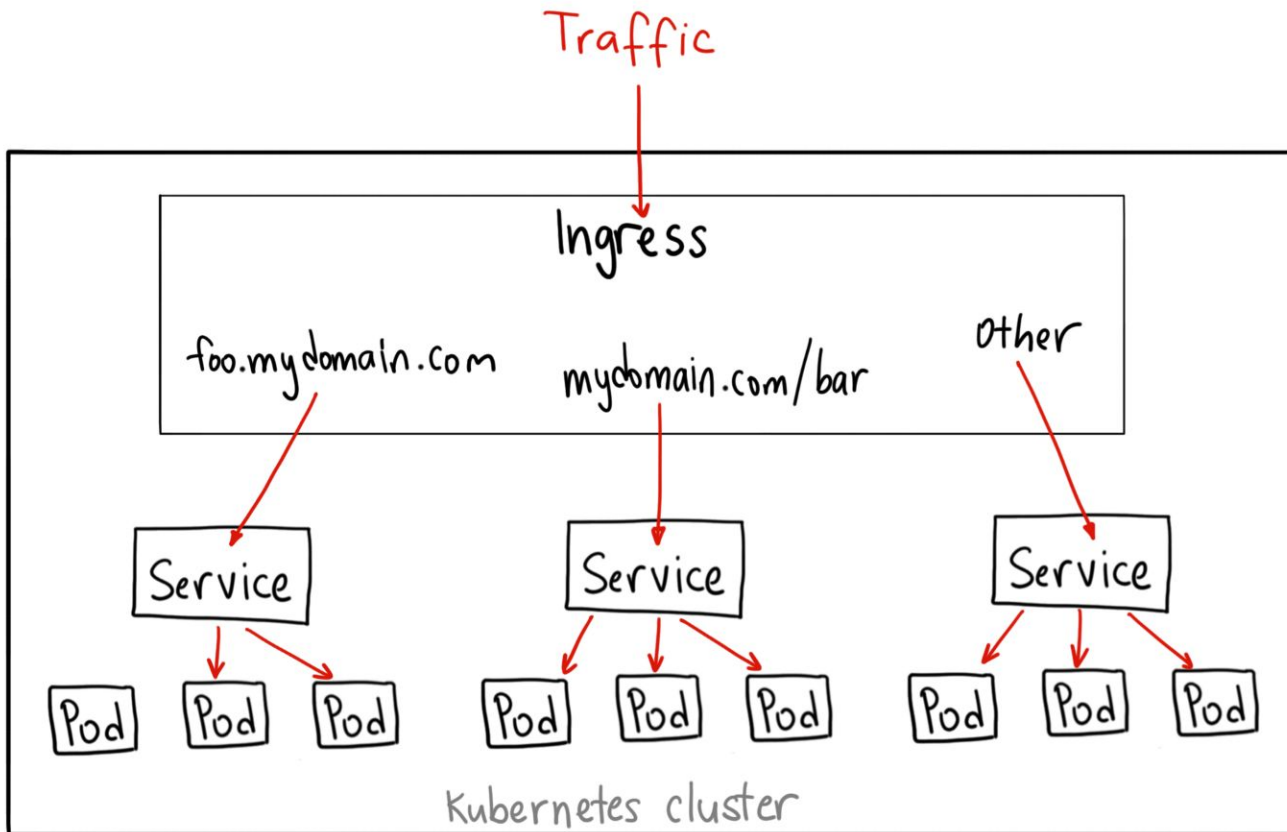 Traffic
Ingress
foo.mydomain.com
mydomain.com/bar
other
Service
Service
Service
Pod
Pod
Pod
Pod
Pod
Pod
Pod
Pod
Pod
Kubernetes cluster